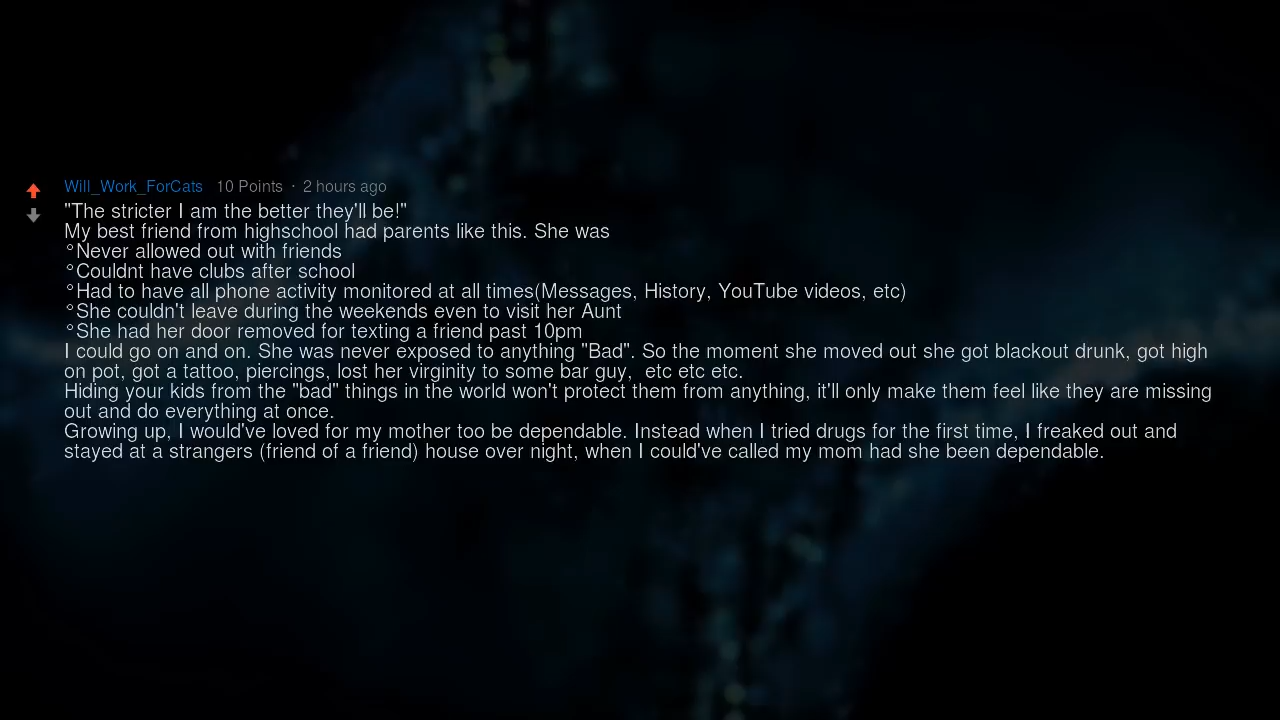 Will_Work_ForCats 10 Points · 2 hours ago
"The stricter I am the better they'll be!"
My best friend from highschool had parents like this. She was
°Never allowed out with friends
°Couldnt have clubs after school
°Had to have all phone activity monitored at all times(Messages, History, YouTube videos, etc)
°She couldn't leave during the weekends even to visit her Aunt
°She had her door removed for texting a friend past 10pm
I could go on and on. She was never exposed to anything "Bad". So the moment she moved out she got blackout drunk, got high
on pot, got a tattoo, piercings, lost her virginity to some bar guy,  etc etc etc.
Hiding your kids from the "bad" things in the world won't protect them from anything, it'll only make them feel like they are missing
out and do everything at once.
Growing up, I would've loved for my mother too be dependable. Instead when I tried drugs for the first time, I freaked out and
stayed at a strangers (friend of a friend) house over night, when I could've called my mom had she been dependable.